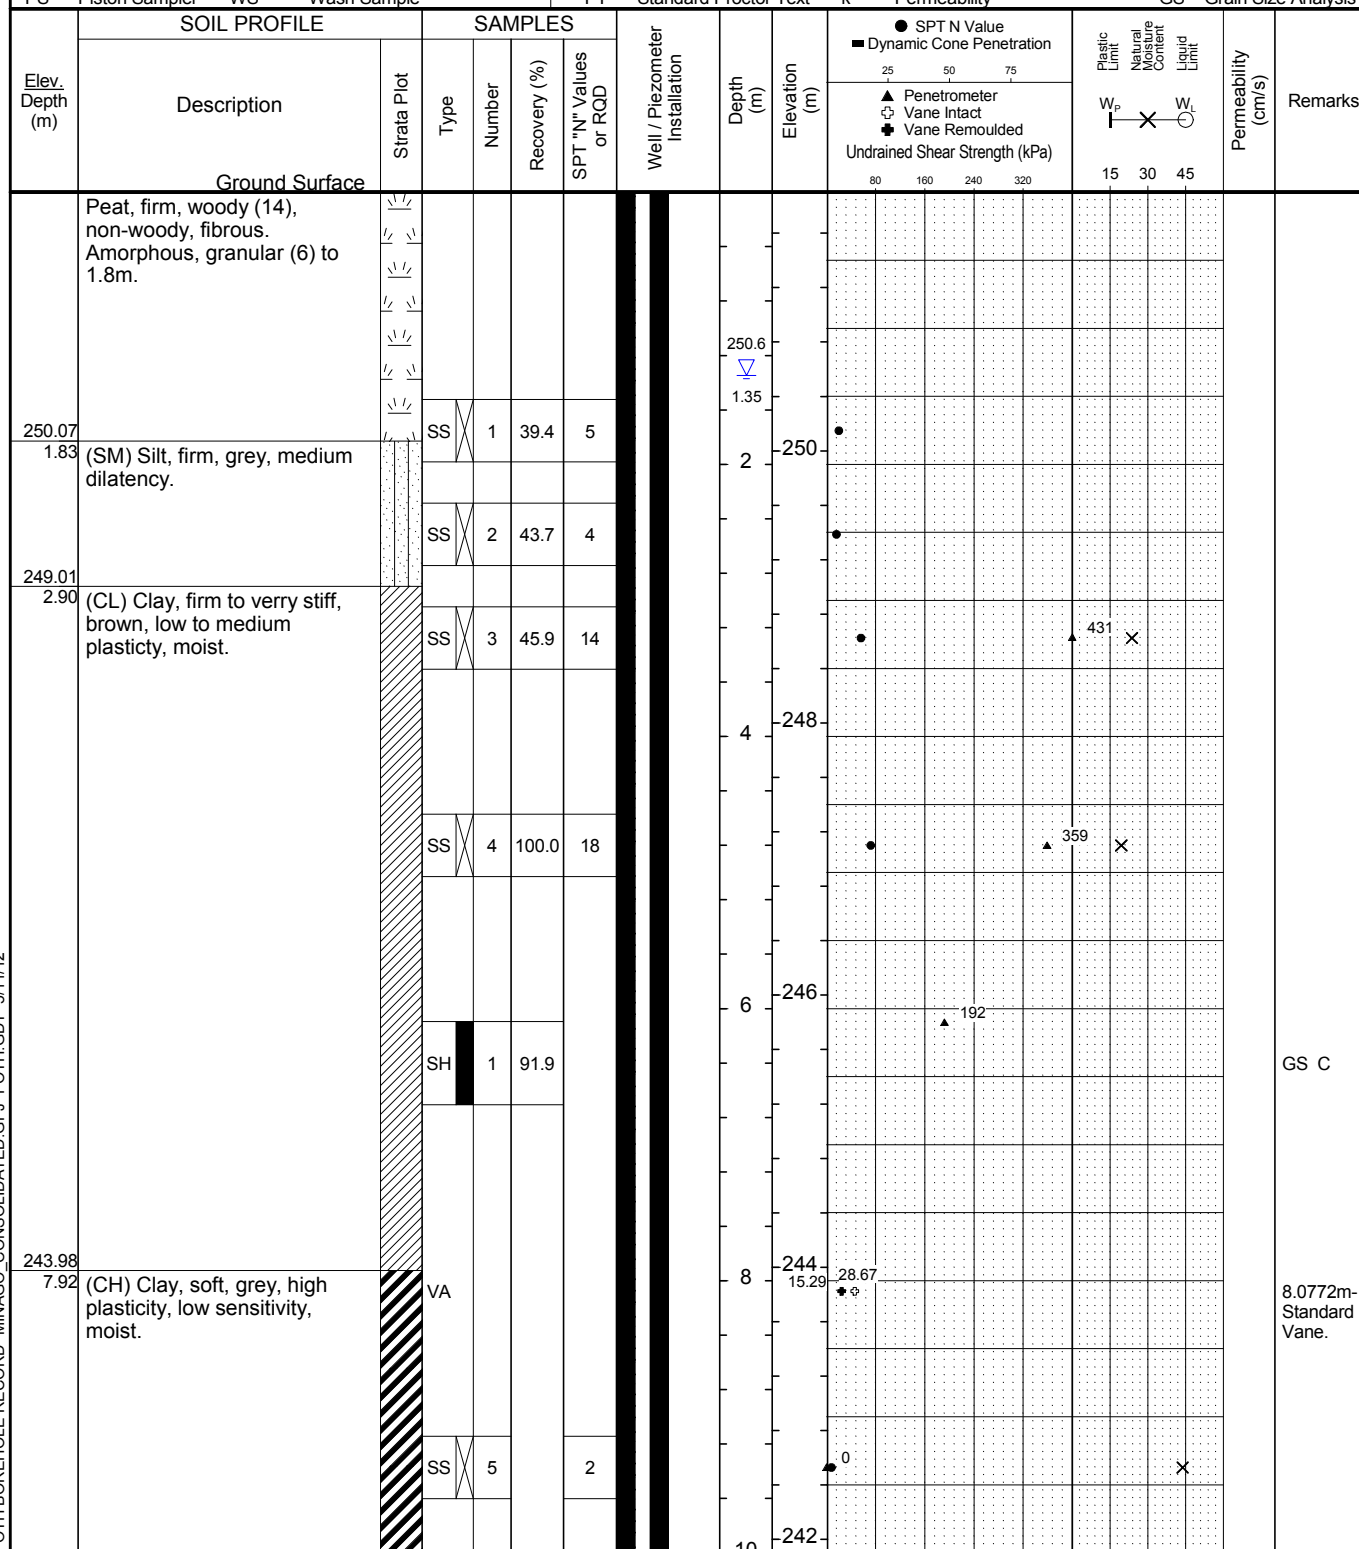 PS Piston Sampler WS Wash Sample PT Standard Proctor Text k Permeability GS Grain Size Analysis
SOIL PROFILE
SAMPLES
Elev.
Depth
(m)
Description
Ground Surface
Strata Plot
Type
Number
Recovery (%)
SPT "N" Values
or RQD
Well / Piezometer
Installation
Depth
(m)
Elevation
(m)
SPT N Value
Dynamic Cone Penetration
25 50 75
Penetrometer
Vane Intact
Vane Remoulded
Undrained Shear Strength (kPa)
80 160 240 320
Plastic
Limit
Natural
Moisture
Content
Liquid
Limit
WP WL
15 30 45
Permeability
(cm/s)
Remarks
Peat, firm, woody (14),
non-woody, fibrous.
Amorphous, granular (6) to
1.8m.
250.6
1.35
SS 1 39.4 5
250.07
1.83
(SM) Silt, firm, grey, medium
dilatency.
2
250
SS 2 43.7 4
249.01
2.90
(CL) Clay, firm to verry stiff,
brown, low to medium
plasticty, moist.
SS 3 45.9 14
431
4
248
SS 4 100.0 18
359
6
246
192
SH 1 91.9
GS C
243.98
7.92
(CH) Clay, soft, grey, high
plasticity, low sensitivity,
moist.
VA
8
244
15.29
28.67
8.0772m-
Standard
Vane.
SS 5 2
0
10
242